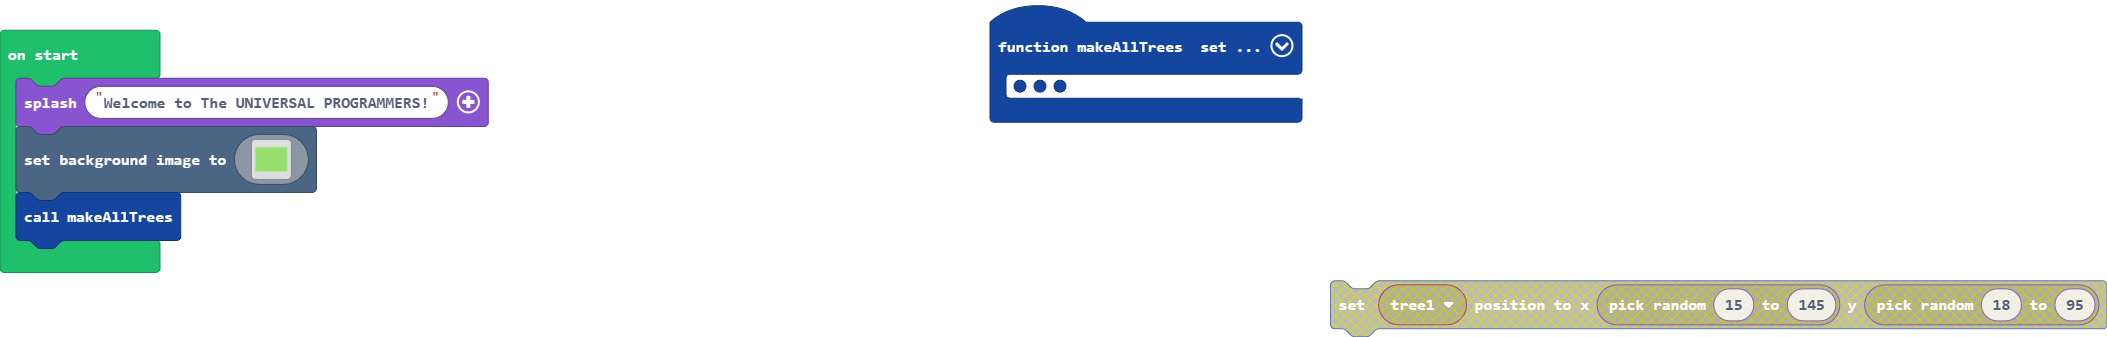 on start
splash "Welcome to The UNIVERSAL PROGRAMMERS!"
set background image to
call makeAllTrees
function makeAllTrees set ...
set tree1 position to x pick random 15 to 145 y pick random 18 to 95